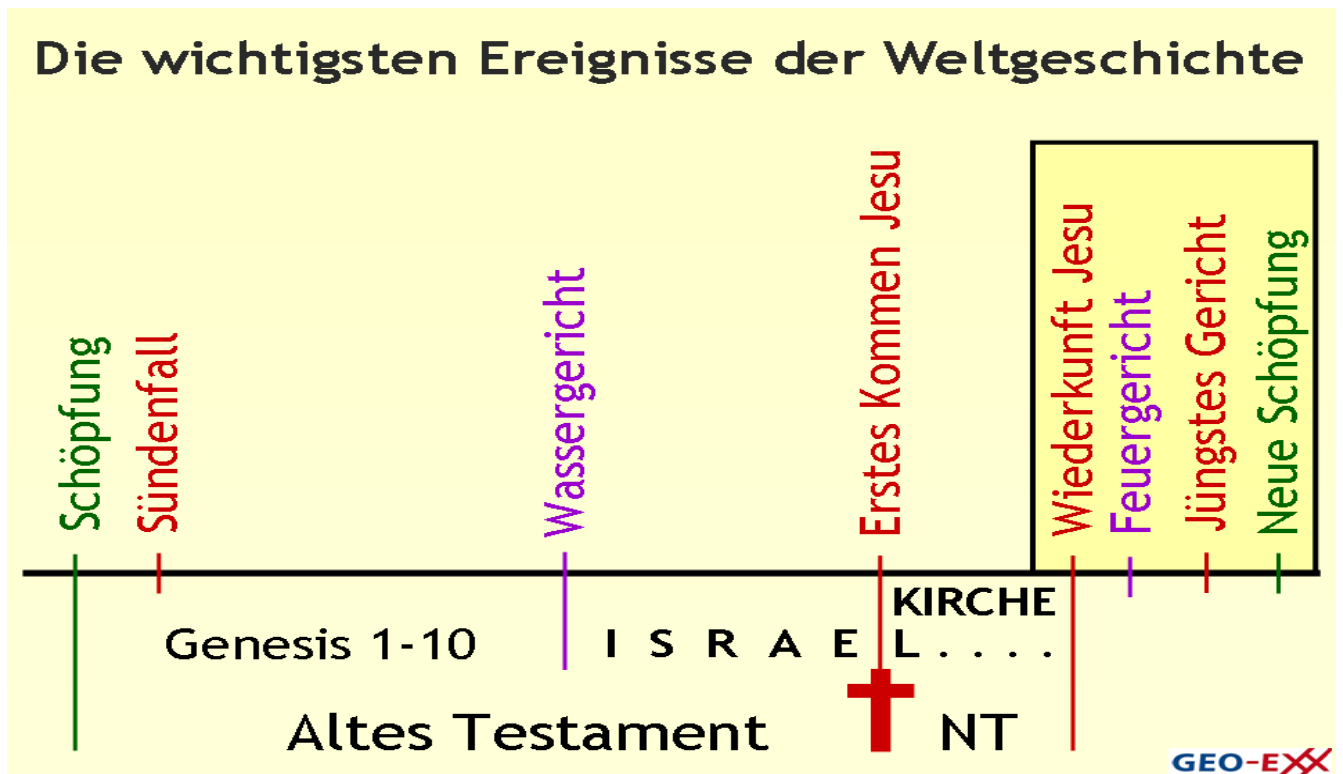 Die wichtigsten Ereignisse der Weltgeschichte
Schöpfung
Sündenfall
Wassergericht
Erstes Kommen Jesu
Wiederkunft Jesu
Feuergericht
Jüngstes Gericht
Neue Schöpfung
KIRCHE
Genesis 1-10
I S R A E L . . . .
Altes Testament
NT
GEO-EXX